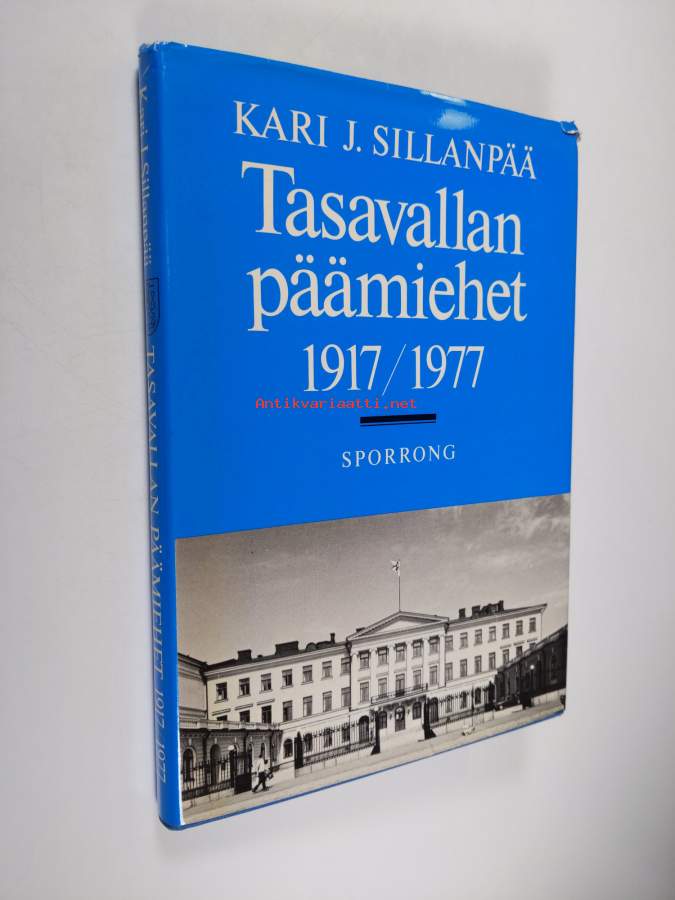 KARI J. SILLANPÄÄ
Tasavallan
päämiehet
1917/1977
Antikvariaatti.net
SPORRONG
Kari J. Sillanpää TASAVALLAN PÄÄMIEHET 1917-1977